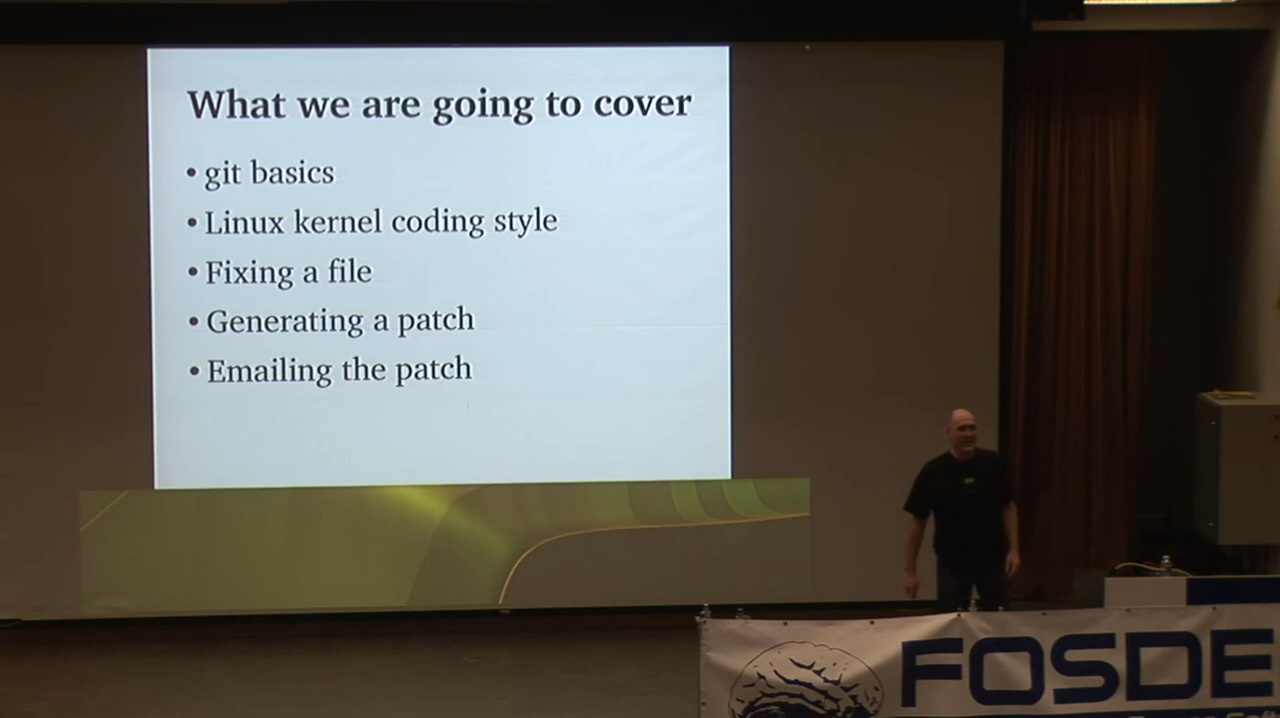 What we are going to cover
• git basics
• Linux kernel coding style
• Fixing a file
• Generating a patch
• Emailing the patch
FOSDE